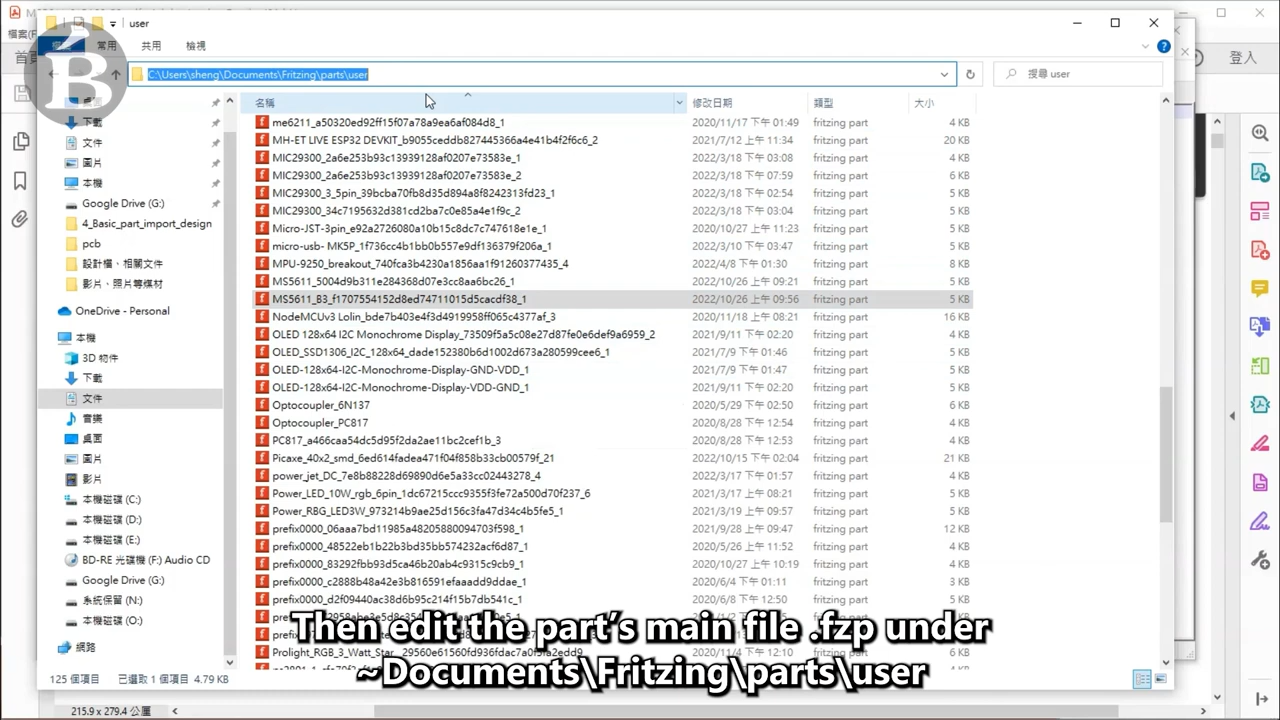 user
檔案
常用
共用
檢視
登入
首頁
C:\Users\sheng\Documents\Fritzing\parts\user
搜尋 user
名稱
修改日期
類型
大小
桌面
下載
文件
圖片
本機
Google Drive (G:)
4_Basic_part_import_design
pcb
設計檔、相關文件
影片、照片等媒材
OneDrive - Personal
本機
3D 物件
下載
文件
音樂
桌面
圖片
影片
本機磁碟 (C:)
本機磁碟 (D:)
本機磁碟 (E:)
BD-RE 光碟機 (F:) Audio CD
Google Drive (G:)
系統保留 (N:)
本機磁碟 (O:)
網路
me6211_a50320ed92ff15f07a78a9ea6af084d8_1 2020/11/17 下午 01:49 fritzing part 4 KB
MH-ET LIVE ESP32 DEVKIT_b9055ceddb827445366a4e41b4f2f6c6_2 2021/7/12 上午 11:34 fritzing part 20 KB
MIC29300_2a6e253b93c13939128af0207e73583e_1 2022/3/18 下午 03:08 fritzing part 4 KB
MIC29300_2a6e253b93c13939128af0207e73583e_2 2022/3/18 下午 07:59 fritzing part 6 KB
MIC29300_3_5pin_39bcba70fb8d35d894a8f8242313fd23_1 2022/3/18 下午 02:54 fritzing part 5 KB
MIC29300_34c7195632d381cd2ba7c0e85a4e1f9c_2 2022/3/18 下午 03:04 fritzing part 5 KB
Micro-JST-3pin_e92a2726080a10b15c8dc7c747618e1e_1 2020/10/27 上午 11:23 fritzing part 5 KB
micro-usb- MK5P_1f736cc4b1bb0b557e9df136379f206a_1 2022/3/10 下午 03:47 fritzing part 5 KB
MPU-9250_breakout_740fca3b4230a1856aa1f91260377435_4 2022/4/8 下午 01:30 fritzing part 8 KB
MS5611_5004d9b311e284368d07e3cc8aa6bc26_1 2022/10/26 上午 09:21 fritzing part 5 KB
MS5611_B3_f1707554152d8ed74711015d5cacdf38_1 2022/10/26 上午 09:56 fritzing part 5 KB
NodeMCUv3 Lolin_bde7b403e4f3d4919958ff065c4377af_3 2020/11/18 上午 08:21 fritzing part 16 KB
OLED 128x64 I2C Monochrome Display_73509f5a5c08e27d87fe0e6def9a6959_2 2021/9/11 下午 02:20 fritzing part 4 KB
OLED_SSD1306_I2C_128x64_dade152380b6d1002d673a280599cee6_1 2021/7/9 下午 01:46 fritzing part 5 KB
OLED-128x64-I2C-Monochrome-Display-GND-VDD_1 2021/7/9 下午 01:47 fritzing part 4 KB
OLED-128x64-I2C-Monochrome-Display-VDD-GND_1 2021/9/11 下午 02:20 fritzing part 4 KB
Optocoupler_6N137 2020/5/29 下午 02:50 fritzing part 6 KB
Optocoupler_PC817 2020/8/28 下午 12:54 fritzing part 4 KB
PC817_a466caa54dc5d95f2da2ae11bc2cef1b_3 2020/8/28 下午 12:53 fritzing part 4 KB
Picaxe_40x2_smd_6ed614fadea471f04f858b33cb00579f_21 2022/10/15 下午 02:04 fritzing part 21 KB
power_jet_DC_7e8b88228d69890d6e5a33cc02443278_4 2022/3/17 下午 01:57 fritzing part 4 KB
Power_LED_10W_rgb_6pin_1dc67215ccc9355f3fe72a500d70f237_6 2021/3/17 上午 08:21 fritzing part 6 KB
Power_RBG_LED3W_973214b9ae25d156c3fa47d34c4b5fe5_1 2021/3/19 上午 09:57 fritzing part 6 KB
prefix0000_06aaa7bd11985a48205880094703f598_1 2021/9/28 上午 09:47 fritzing part 12 KB
prefix0000_48522eb1b22b3bd35bb574232acf6d87_1 2020/5/26 上午 11:52 fritzing part 4 KB
prefix0000_83292fbb93d5ca46b20ab4c9315c9cb9_1 2020/10/27 上午 10:19 fritzing part 4 KB
prefix0000_c2888b48a42e3b816591efaaadd9ddae_1 2020/6/4 下午 01:11 fritzing part 3 KB
prefix0000_d2f09440ac38d6b95c214f15b7db541c_1 2020/6/8 下午 12:50 fritzing part
Then edit the part's main file .fzp under
~Documents\Fritzing\parts\user
125 個項目 已選取 1 個項目 4.79 KB
215.9 x 279.4 公釐